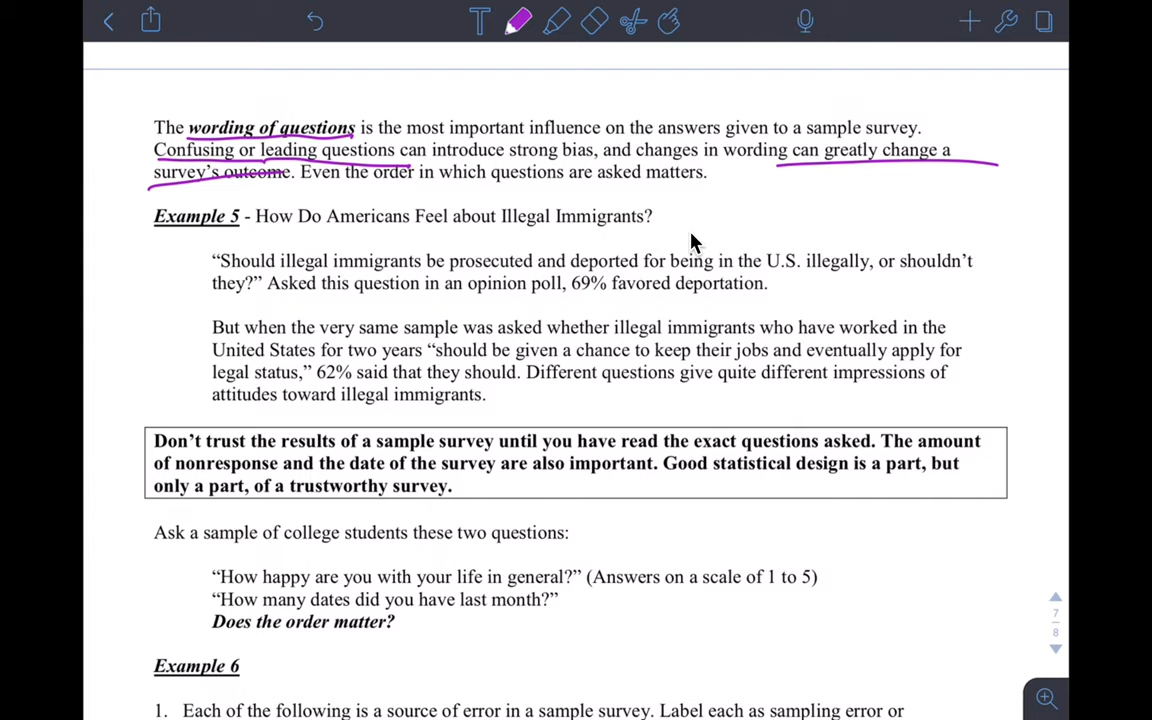 The wording of questions is the most important influence on the answers given to a sample survey.
Confusing or leading questions can introduce strong bias, and changes in wording can greatly change a
survey’s outcome. Even the order in which questions are asked matters.
Example 5 - How Do Americans Feel about Illegal Immigrants?
“Should illegal immigrants be prosecuted and deported for being in the U.S. illegally, or shouldn’t
they?” Asked this question in an opinion poll, 69% favored deportation.
But when the very same sample was asked whether illegal immigrants who have worked in the
United States for two years “should be given a chance to keep their jobs and eventually apply for
legal status,” 62% said that they should. Different questions give quite different impressions of
attitudes toward illegal immigrants.
Don’t trust the results of a sample survey until you have read the exact questions asked. The amount
of nonresponse and the date of the survey are also important. Good statistical design is a part, but
only a part, of a trustworthy survey.
Ask a sample of college students these two questions:
“How happy are you with your life in general?” (Answers on a scale of 1 to 5)
“How many dates did you have last month?”
Does the order matter?
7
8
Example 6
1. Each of the following is a source of error in a sample survey. Label each as sampling error or